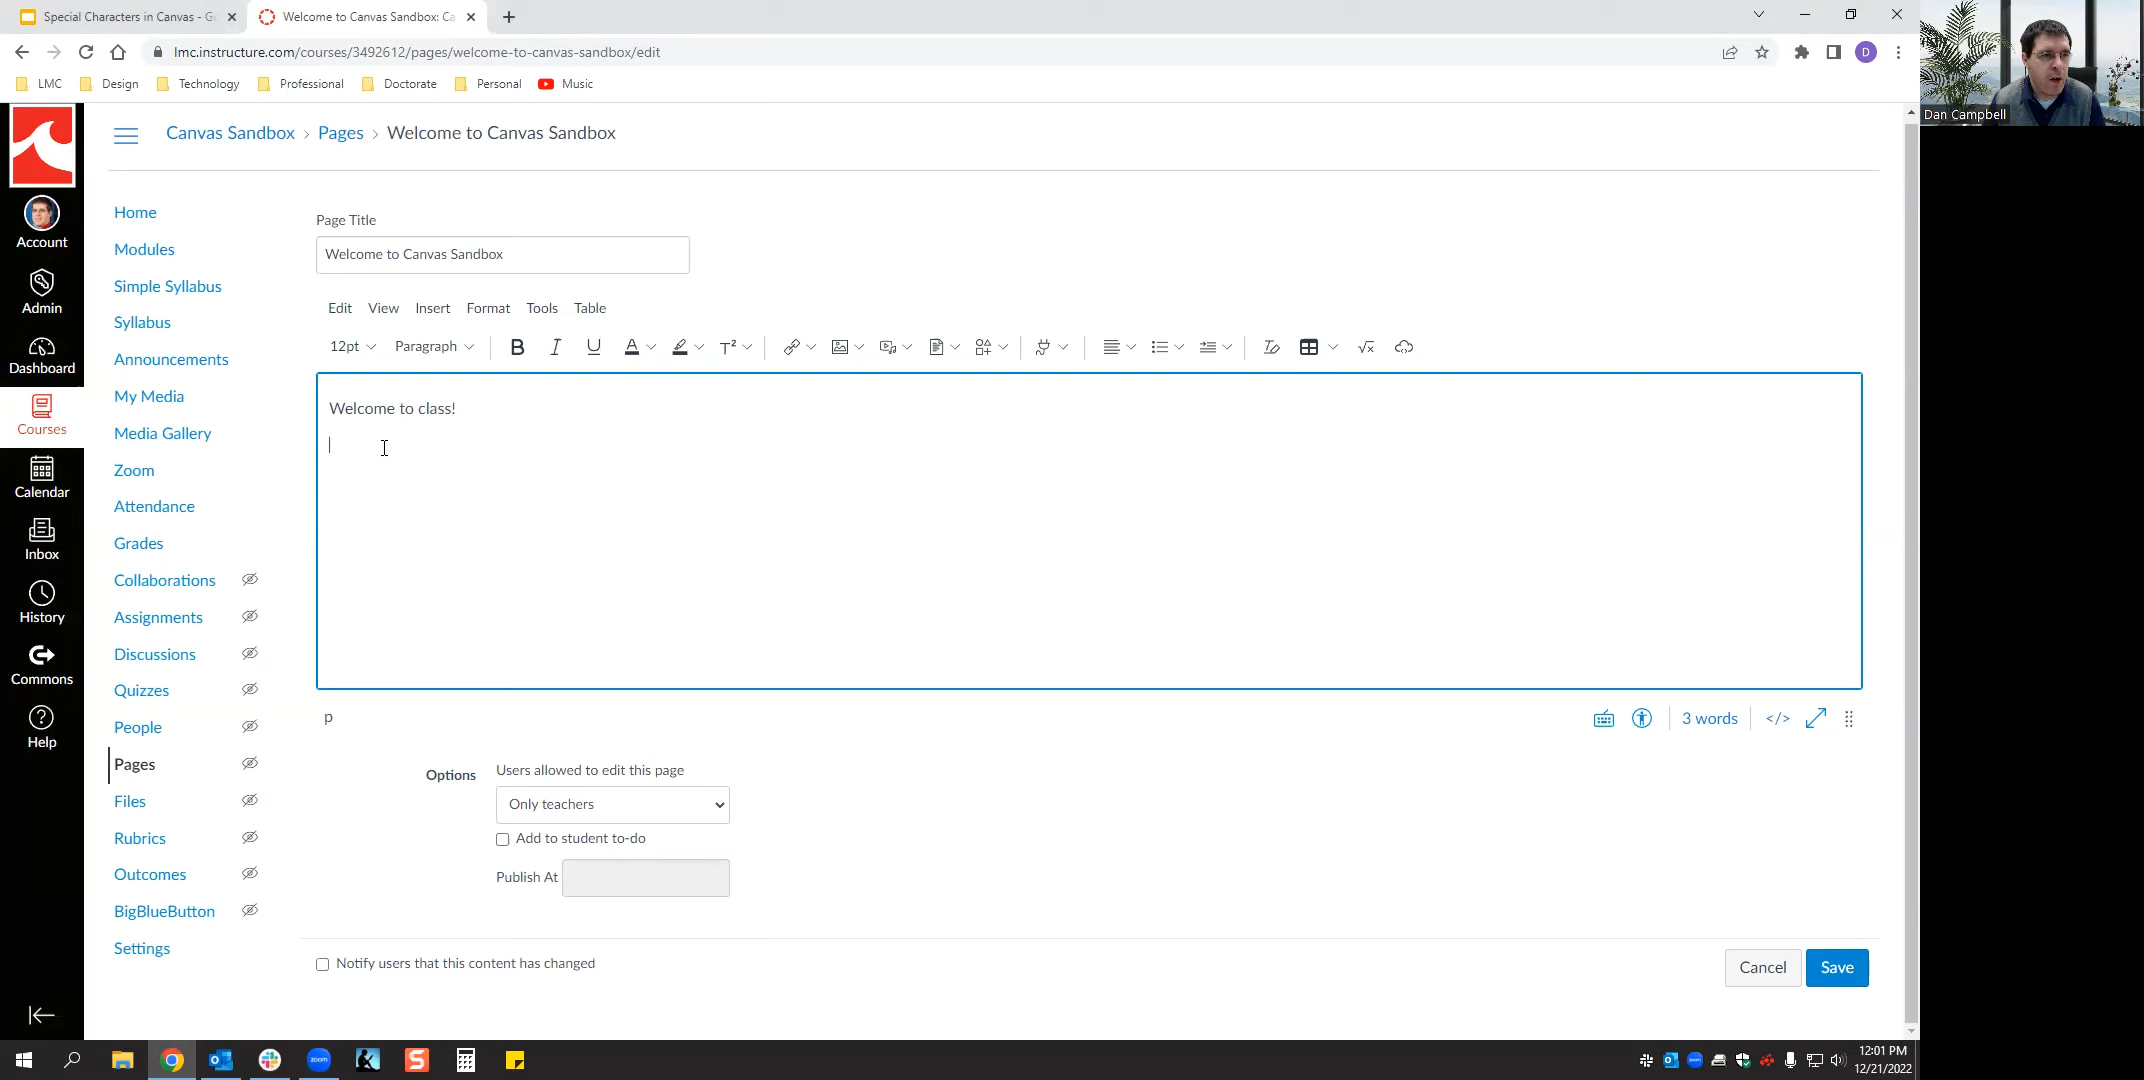 Special Characters in Canvas - Go
Welcome to Canvas Sandbox: Ca
lmc.instructure.com/courses/3492612/pages/welcome-to-canvas-sandbox/edit
D
LMC
Design
Technology
Professional
Doctorate
Personal
Music
Dan Campbell
Canvas Sandbox > Pages > Welcome to Canvas Sandbox
Account
Admin
Dashboard
Courses
Calendar
Inbox
History
Commons
Help
Home
Modules
Simple Syllabus
Syllabus
Announcements
My Media
Media Gallery
Zoom
Attendance
Grades
Collaborations
Assignments
Discussions
Quizzes
People
Pages
Files
Rubrics
Outcomes
BigBlueButton
Settings
Page Title
Welcome to Canvas Sandbox
Edit View Insert Format Tools Table
12pt Paragraph B I U A T²
Welcome to class!
p
3 words </>
Options
Users allowed to edit this page
Only teachers
Add to student to-do
Publish At
Notify users that this content has changed
Cancel Save
zoom
12:01 PM
12/21/2022